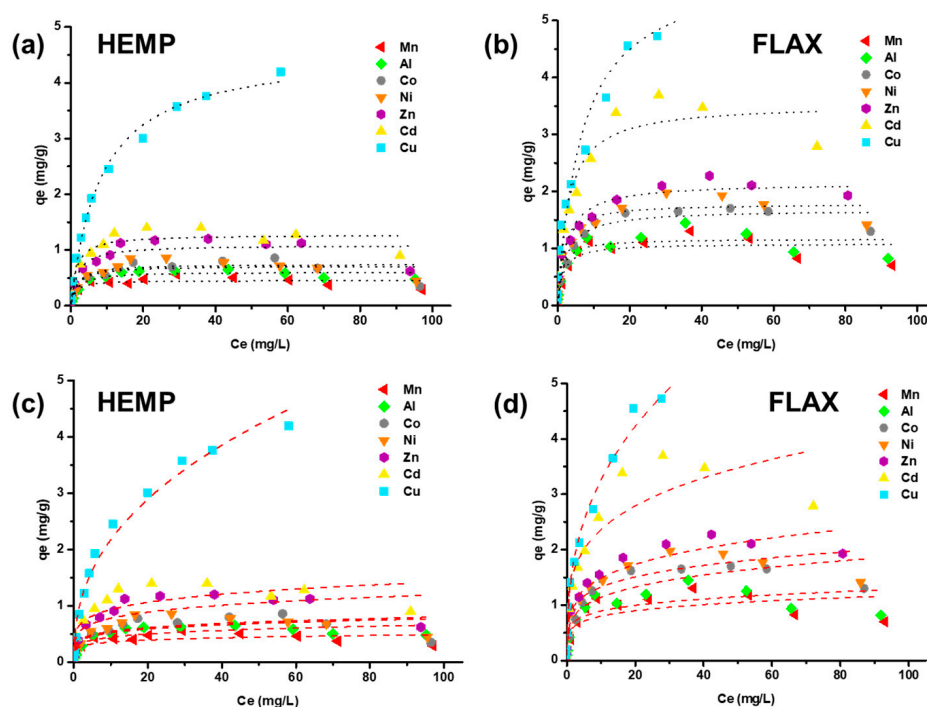 (a)
HEMP
Mn
Al
Co
Ni
Zn
Cd
Cu
qe (mg/g)
5
4
3
2
1
0
0
20
40
60
80
100
Ce (mg/L)
(b)
FLAX
Mn
Al
Co
Ni
Zn
Cd
Cu
qe (mg/g)
5
4
3
2
1
0
0
20
40
60
80
100
Ce (mg/L)
(c)
HEMP
Mn
Al
Co
Ni
Zn
Cd
Cu
qe (mg/g)
5
4
3
2
1
0
0
20
40
60
80
100
Ce (mg/L)
(d)
FLAX
Mn
Al
Co
Ni
Zn
Cd
Cu
qe (mg/g)
5
4
3
2
1
0
0
20
40
60
80
100
Ce (mg/L)